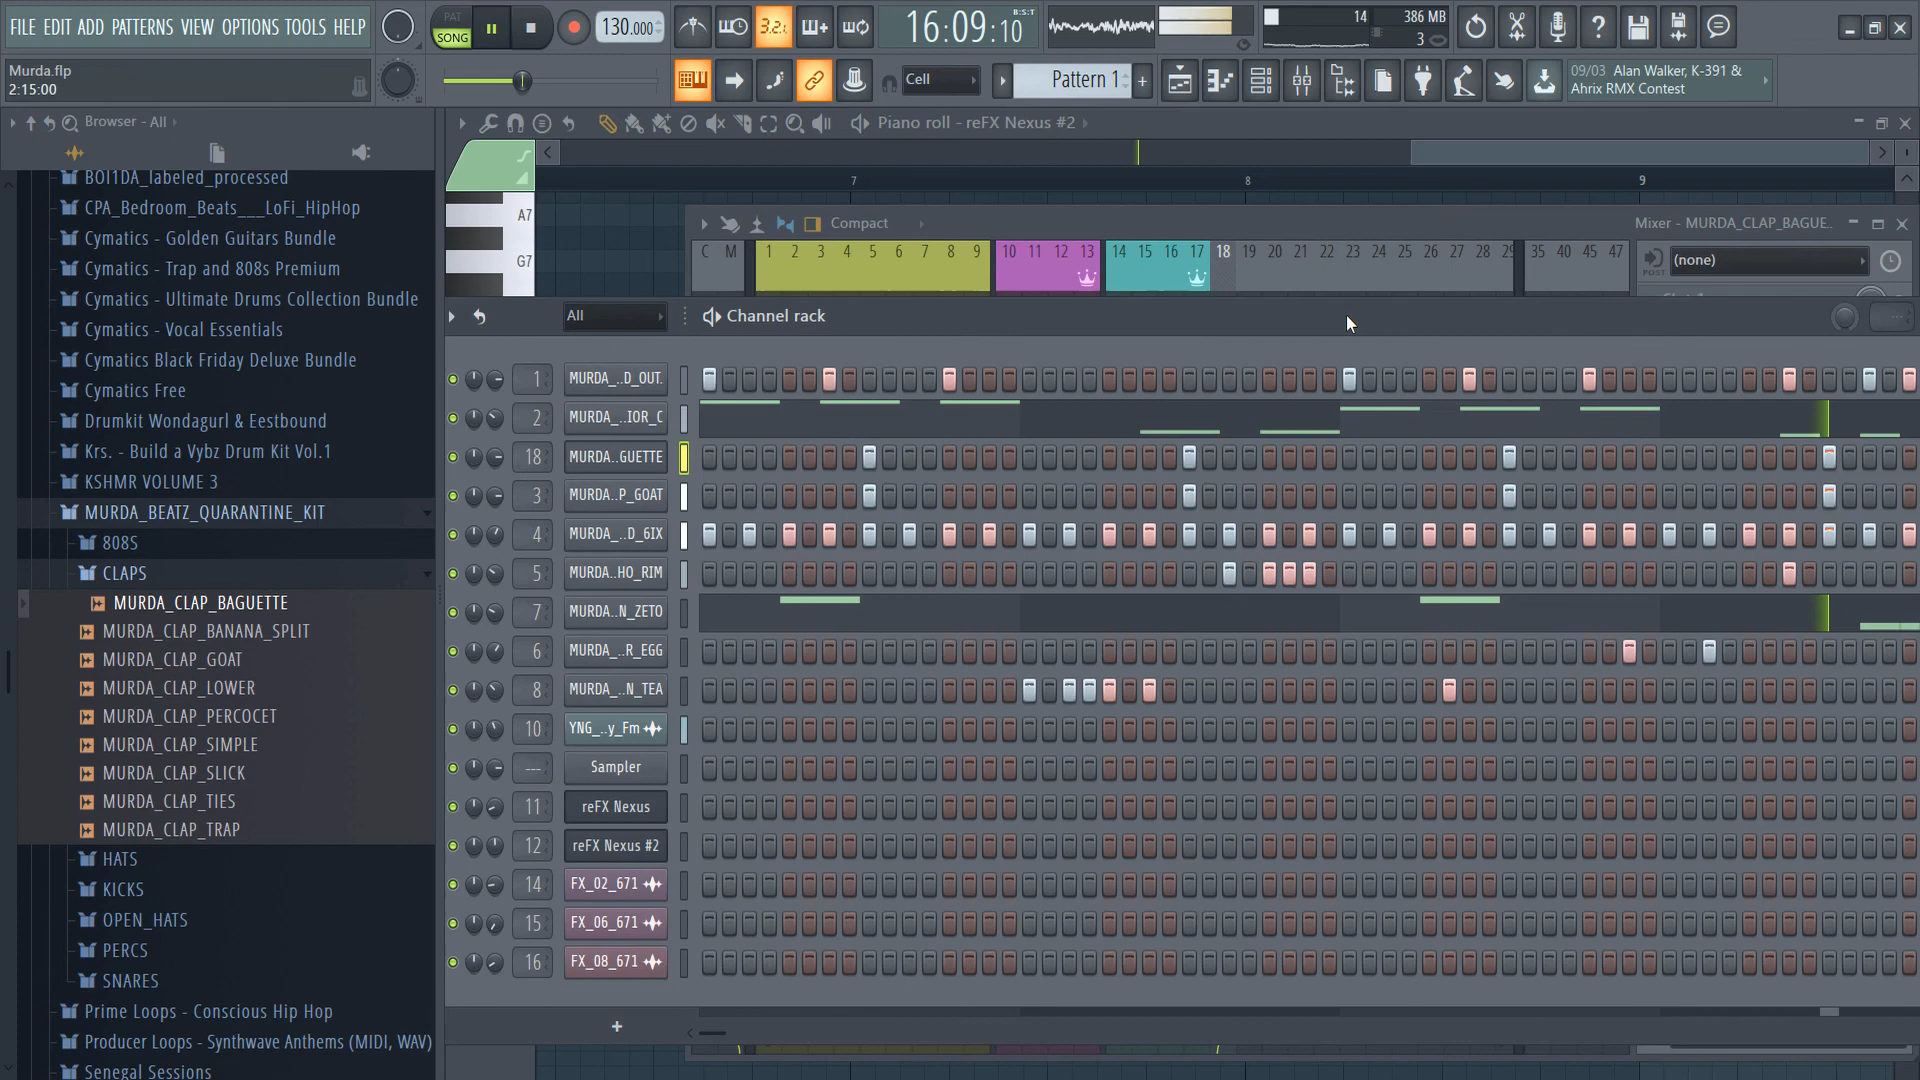 FILE EDIT ADD PATTERNS VIEW OPTIONS TOOLS HELP
PAT
SONG
130.000
3.2.1
16:09:10
B:S:T
14
386 MB
3
Murda.flp
2:15:00
Cell
Pattern 1
+
09/03 Alan Walker, K-391 &
Ahrix RMX Contest
Browser - All
Piano roll - reFX Nexus #2
7 8 9
A7
G7
Compact
Mixer - MURDA_CLAP_BAGUE..
C M 1 2 3 4 5 6 7 8 9 10 11 12 13 14 15 16 17 18 19 20 21 22 23 24 25 26 27 28 29 35 40 45 47
POST
(none)
All
Channel rack
BOI1DA_labeled_processed
CPA_Bedroom_Beats___LoFi_HipHop
Cymatics - Golden Guitars Bundle
Cymatics - Trap and 808s Premium
Cymatics - Ultimate Drums Collection Bundle
Cymatics - Vocal Essentials
Cymatics Black Friday Deluxe Bundle
Cymatics Free
Drumkit Wondagurl & Eestbound
Krs. - Build a Vybz Drum Kit Vol.1
KSHMR VOLUME 3
MURDA_BEATZ_QUARANTINE_KIT
808S
CLAPS
MURDA_CLAP_BAGUETTE
MURDA_CLAP_BANANA_SPLIT
MURDA_CLAP_GOAT
MURDA_CLAP_LOWER
MURDA_CLAP_PERCOCET
MURDA_CLAP_SIMPLE
MURDA_CLAP_SLICK
MURDA_CLAP_TIES
MURDA_CLAP_TRAP
HATS
KICKS
OPEN_HATS
PERCS
SNARES
Prime Loops - Conscious Hip Hop
Producer Loops - Synthwave Anthems (MIDI, WAV)
Senegal Sessions
1 MURDA_..D_OUT.
2 MURDA_..IOR_C
18 MURDA..GUETTE
3 MURDA..P_GOAT
4 MURDA_..D_6IX
5 MURDA..HO_RIM
7 MURDA..N_ZETO
6 MURDA_..R_EGG
8 MURDA_..N_TEA
10 YNG_..y_Fm
--- Sampler
11 reFX Nexus
12 reFX Nexus #2
14 FX_02_671
15 FX_06_671
16 FX_08_671
+